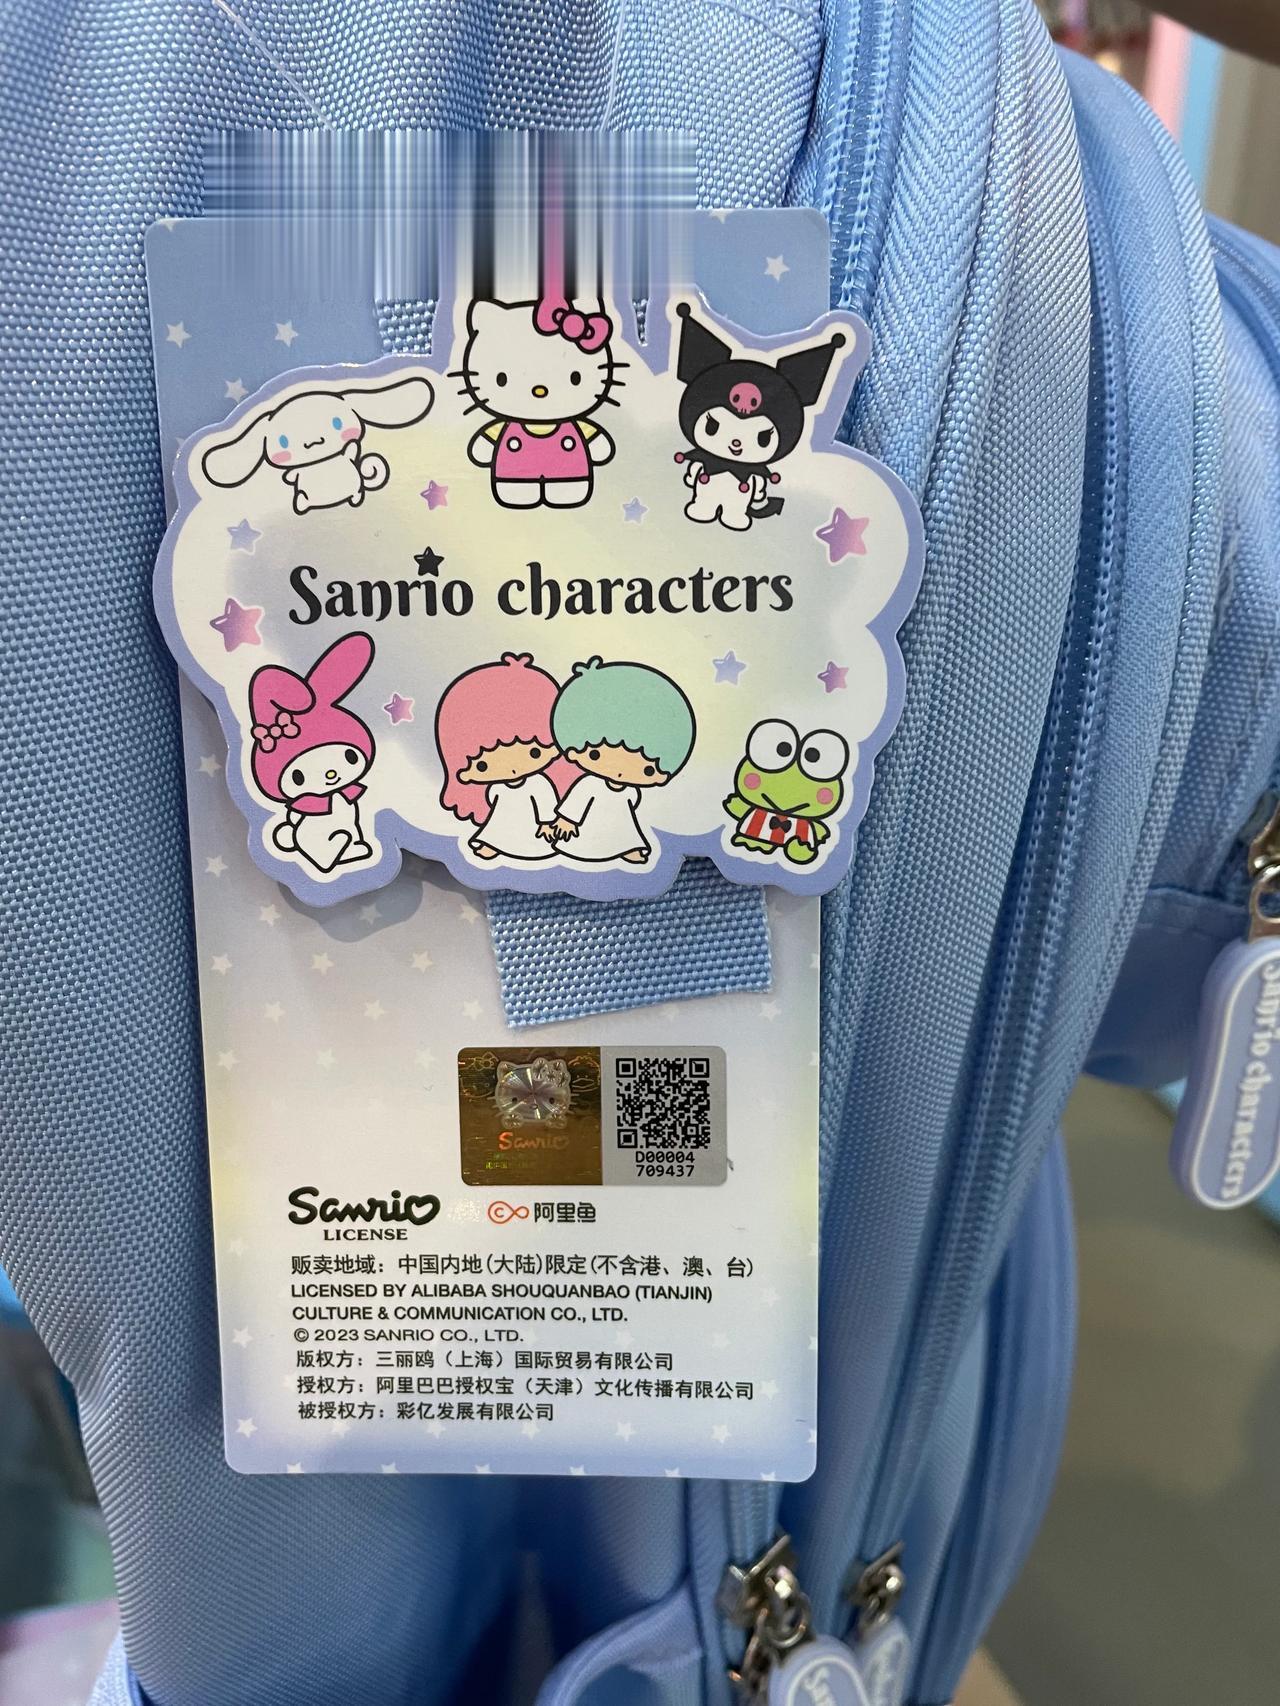 Sanrio characters
Sanrio
D00004
709437
Sanrio
LICENSE
阿里鱼
贩卖地域：中国内地(大陆)限定(不含港、澳、台)
LICENSED BY ALIBABA SHOUQUANBAO (TIANJIN)
CULTURE & COMMUNICATION CO., LTD.
© 2023 SANRIO CO., LTD.
版权方：三丽鸥（上海）国际贸易有限公司
授权方：阿里巴巴授权宝（天津）文化传播有限公司
被授权方：彩亿发展有限公司
Sanrio characters